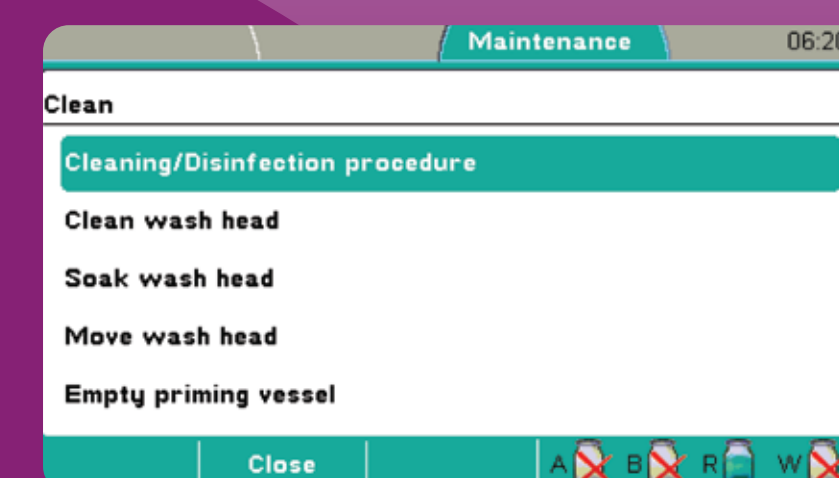 Maintenance 06:20
Clean
Cleaning/Disinfection procedure
Clean wash head
Soak wash head
Move wash head
Empty priming vessel
Close A B R W